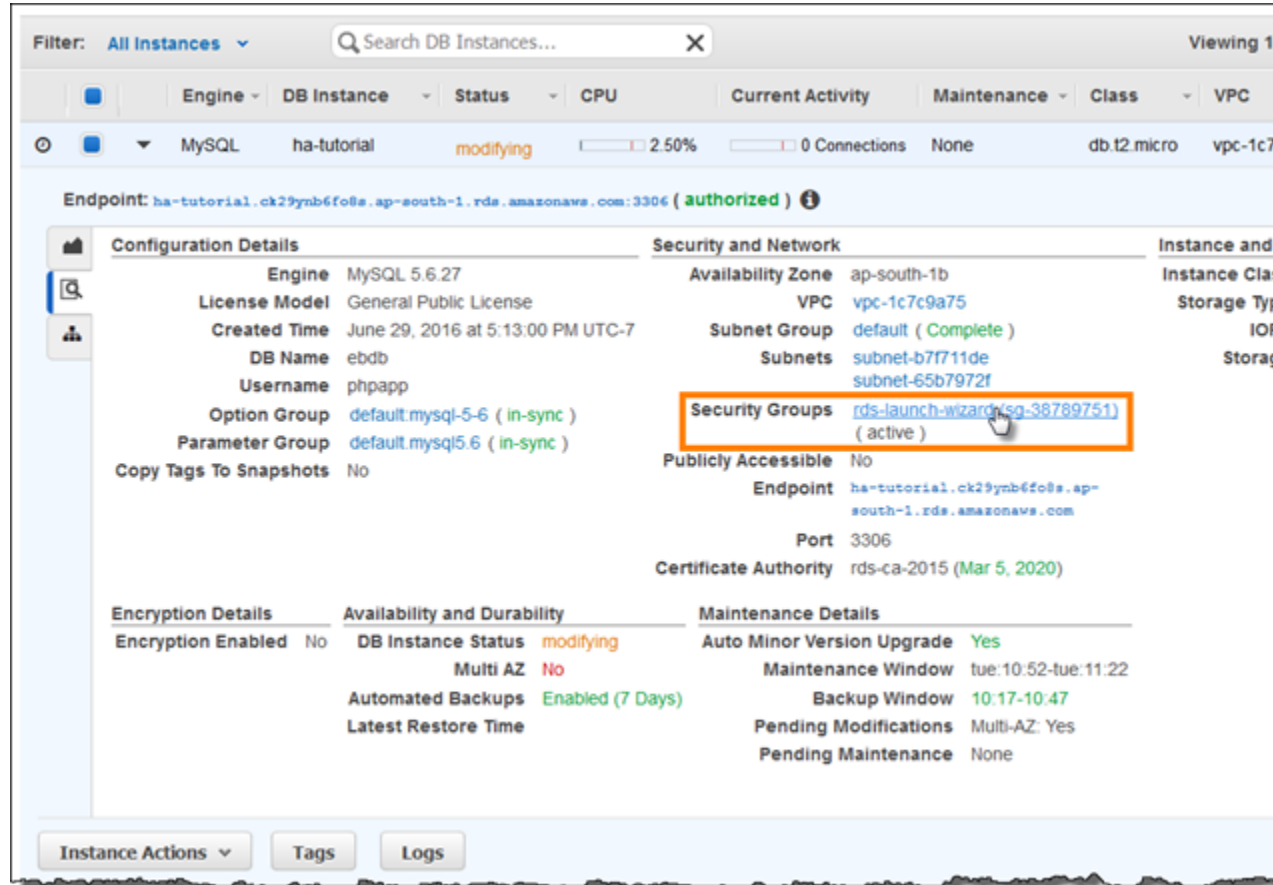 Filter: All Instances Search DB Instances... Viewing 1
Engine DB Instance Status CPU Current Activity Maintenance Class VPC
MySQL ha-tutorial modifying 2.50% 0 Connections None db.t2.micro vpc-1c7
Endpoint: ha-tutorial.ck29ynb6fo8s.ap-south-1.rds.amazonaws.com:3306 ( authorized )
Configuration Details
Engine MySQL 5.6.27
License Model General Public License
Created Time June 29, 2016 at 5:13:00 PM UTC-7
DB Name ebdb
Username phpapp
Option Group default:mysql-5-6 ( in-sync )
Parameter Group default.mysql5.6 ( in-sync )
Copy Tags To Snapshots No
Security and Network
Availability Zone ap-south-1b
VPC vpc-1c7c9a75
Subnet Group default ( Complete )
Subnets subnet-b7f711de
subnet-65b7972f
Security Groups rds-launch-wizard (sg-38789751)
( active )
Publicly Accessible No
Endpoint ha-tutorial.ck29ynb6fo8s.ap-
south-1.rds.amazonaws.com
Port 3306
Certificate Authority rds-ca-2015 (Mar 5, 2020)
Instance and
Instance Clas
Storage Typ
IOP
Storag
Encryption Details
Encryption Enabled No
Availability and Durability
DB Instance Status modifying
Multi AZ No
Automated Backups Enabled (7 Days)
Latest Restore Time
Maintenance Details
Auto Minor Version Upgrade Yes
Maintenance Window tue:10:52-tue:11:22
Backup Window 10:17-10:47
Pending Modifications Multi-AZ: Yes
Pending Maintenance None
Instance Actions Tags Logs